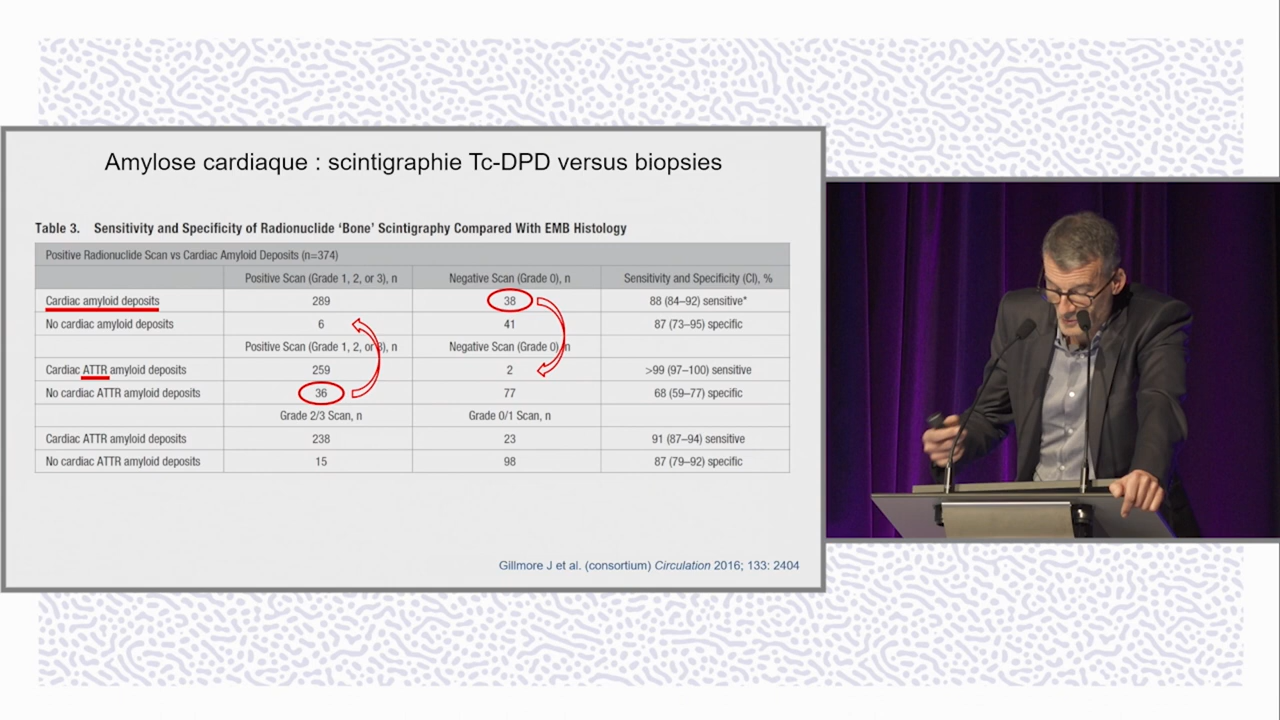 Amylose cardiaque : scintigraphie Tc-DPD versus biopsies
Table 3. Sensitivity and Specificity of Radionuclide ‘Bone’ Scintigraphy Compared With EMB Histology
Positive Radionuclide Scan vs Cardiac Amyloid Deposits (n=374)
Positive Scan (Grade 1, 2, or 3), n Negative Scan (Grade 0), n Sensitivity and Specificity (CI), %
Cardiac amyloid deposits 289 38 88 (84–92) sensitive*
No cardiac amyloid deposits 6 41 87 (73–95) specific
Positive Scan (Grade 1, 2, or 3), n Negative Scan (Grade 0), n
Cardiac ATTR amyloid deposits 259 2 >99 (97–100) sensitive
No cardiac ATTR amyloid deposits 36 77 68 (59–77) specific
Grade 2/3 Scan, n Grade 0/1 Scan, n
Cardiac ATTR amyloid deposits 238 23 91 (87–94) sensitive
No cardiac ATTR amyloid deposits 15 98 87 (79–92) specific
Gillmore J et al. (consortium) Circulation 2016; 133: 2404